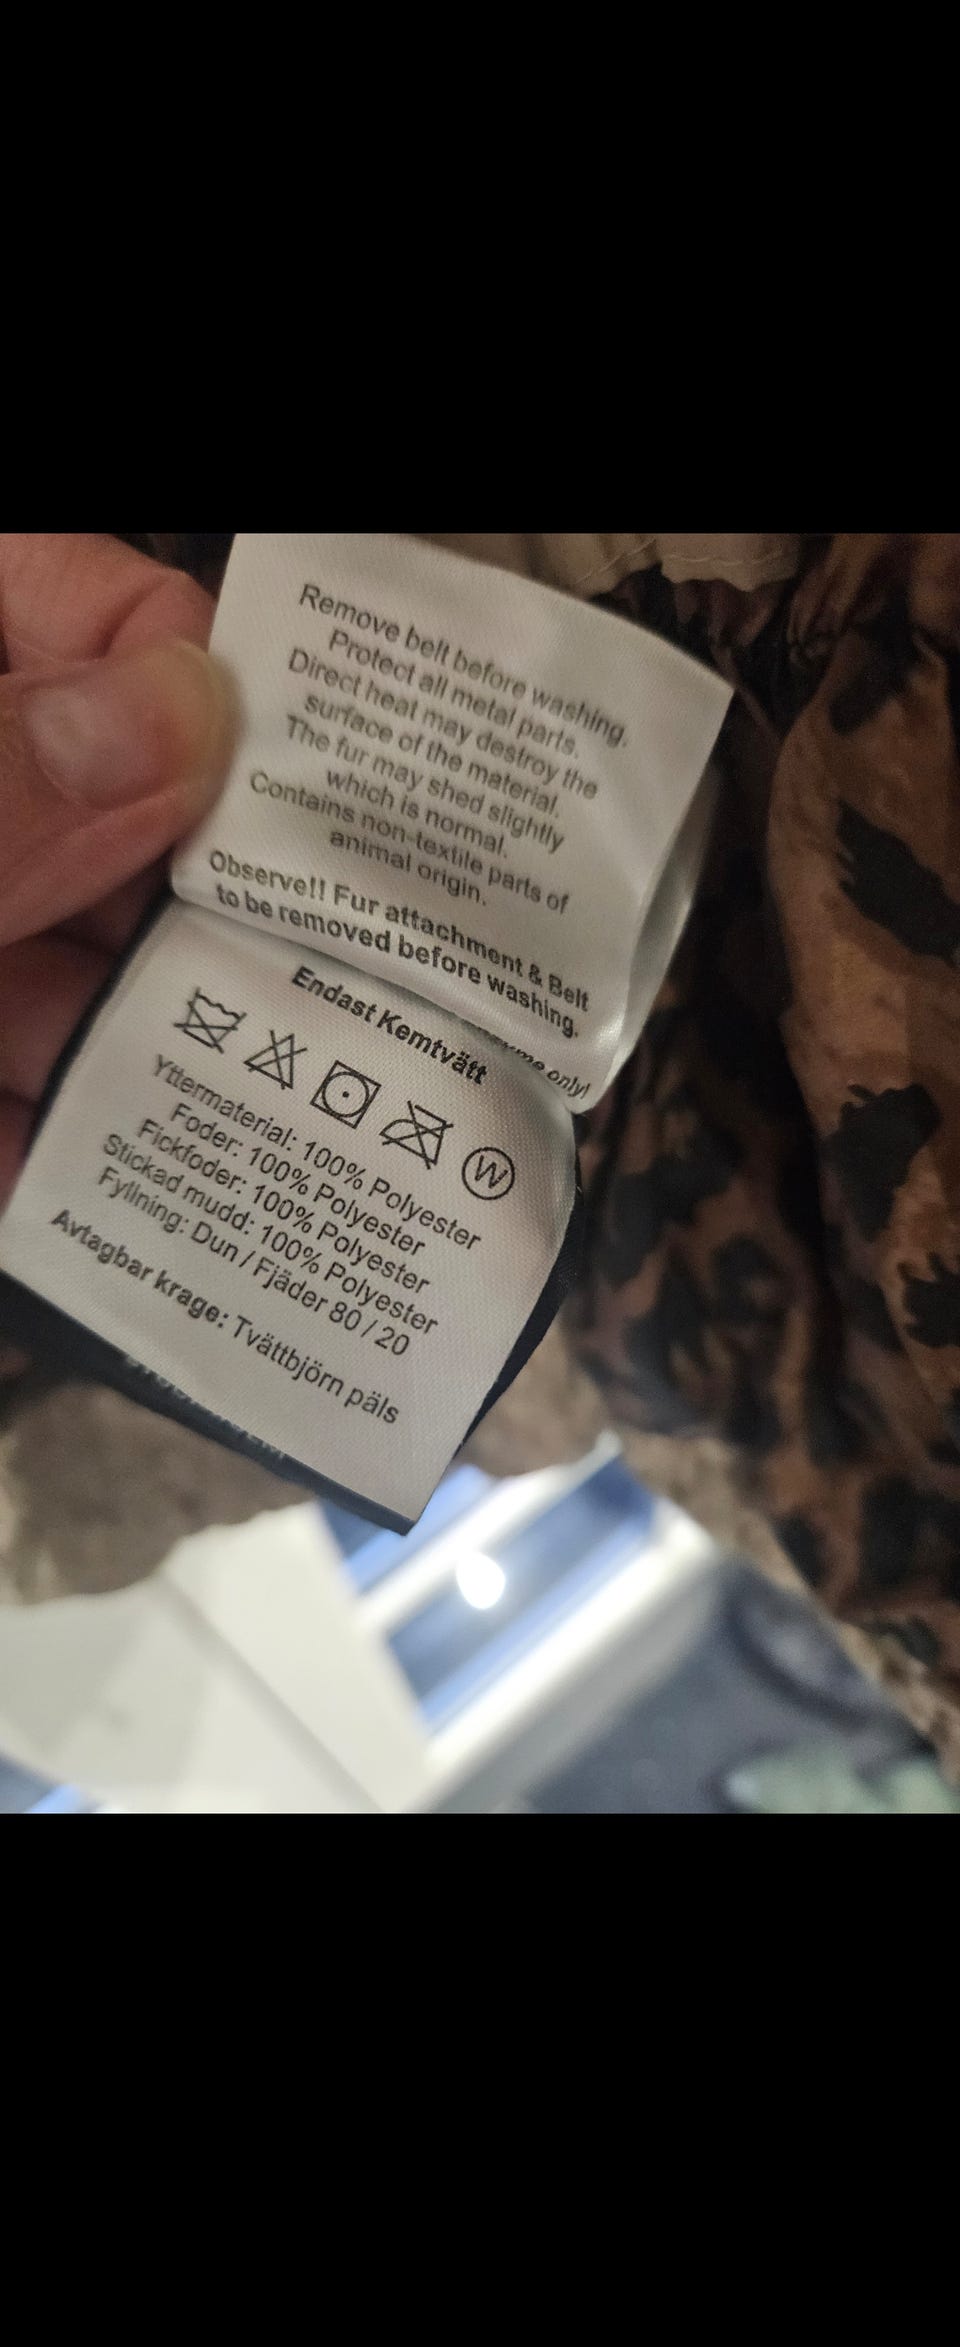 Remove belt before washing.
Protect all metal parts.
Direct heat may destroy the
surface of the material.
The fur may shed slightly
which is normal.
Contains non-textile parts of
animal origin.
Observe!! Fur attachment & Belt
to be removed before washing.
only!
Endast Kemtvätt
W
Yttermaterial: 100% Polyester
Foder: 100% Polyester
Fickfoder: 100% Polyester
Stickad mudd: 100% Polyester
Fyllning: Dun / Fjäder 80 / 20
Avtagbar krage: Tvättbjörn päls